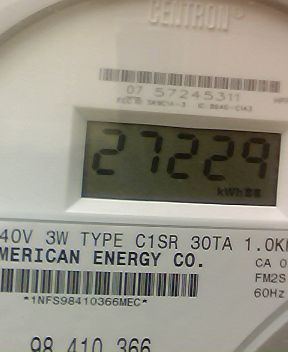 CENTRON®
07 57245311
27229
kWh
40V 3W TYPE C1SR 30TA 1.0K
MERICAN ENERGY CO.
CA 0
FM2S
60Hz
*1NFS98410366MEC*
98 410 366